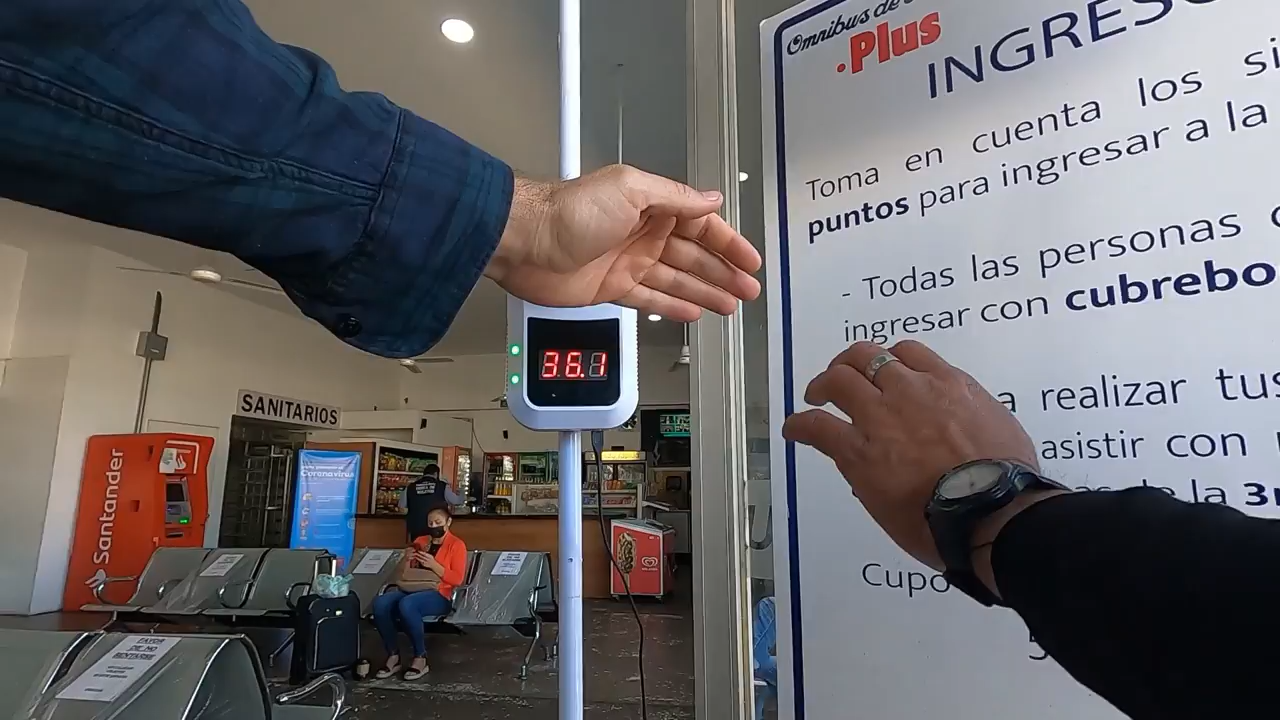 Omnibus de
.Plus
INGRESO
Toma en cuenta los si
puntos para ingresar a la
- Todas las personas
ingresar con cubrebo
a realizar tus
asistir con
de la 3
Cupo
36.1
SANITARIOS
Santander
Coronavirus
FAVOR
DE NO
SENTARSE